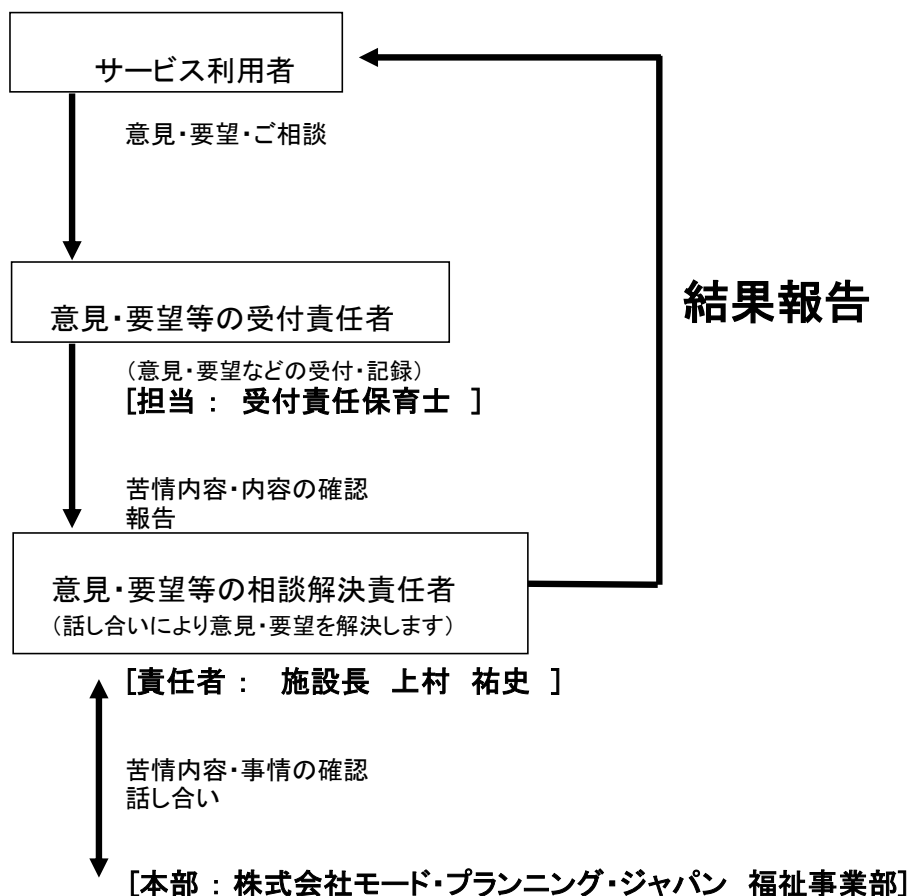 サービス利用者
意見・要望・ご相談
意見・要望等の受付責任者
（意見・要望などの受付・記録）
[担当 ： 受付責任保育士 ]
結果報告
苦情内容・内容の確認
報告
意見・要望等の相談解決責任者
（話し合いにより意見・要望を解決します）
[責任者 ： 施設長 上村 祐史 ]
苦情内容・事情の確認
話し合い
[本部 ： 株式会社モード・プランニング・ジャパン 福祉事業部]